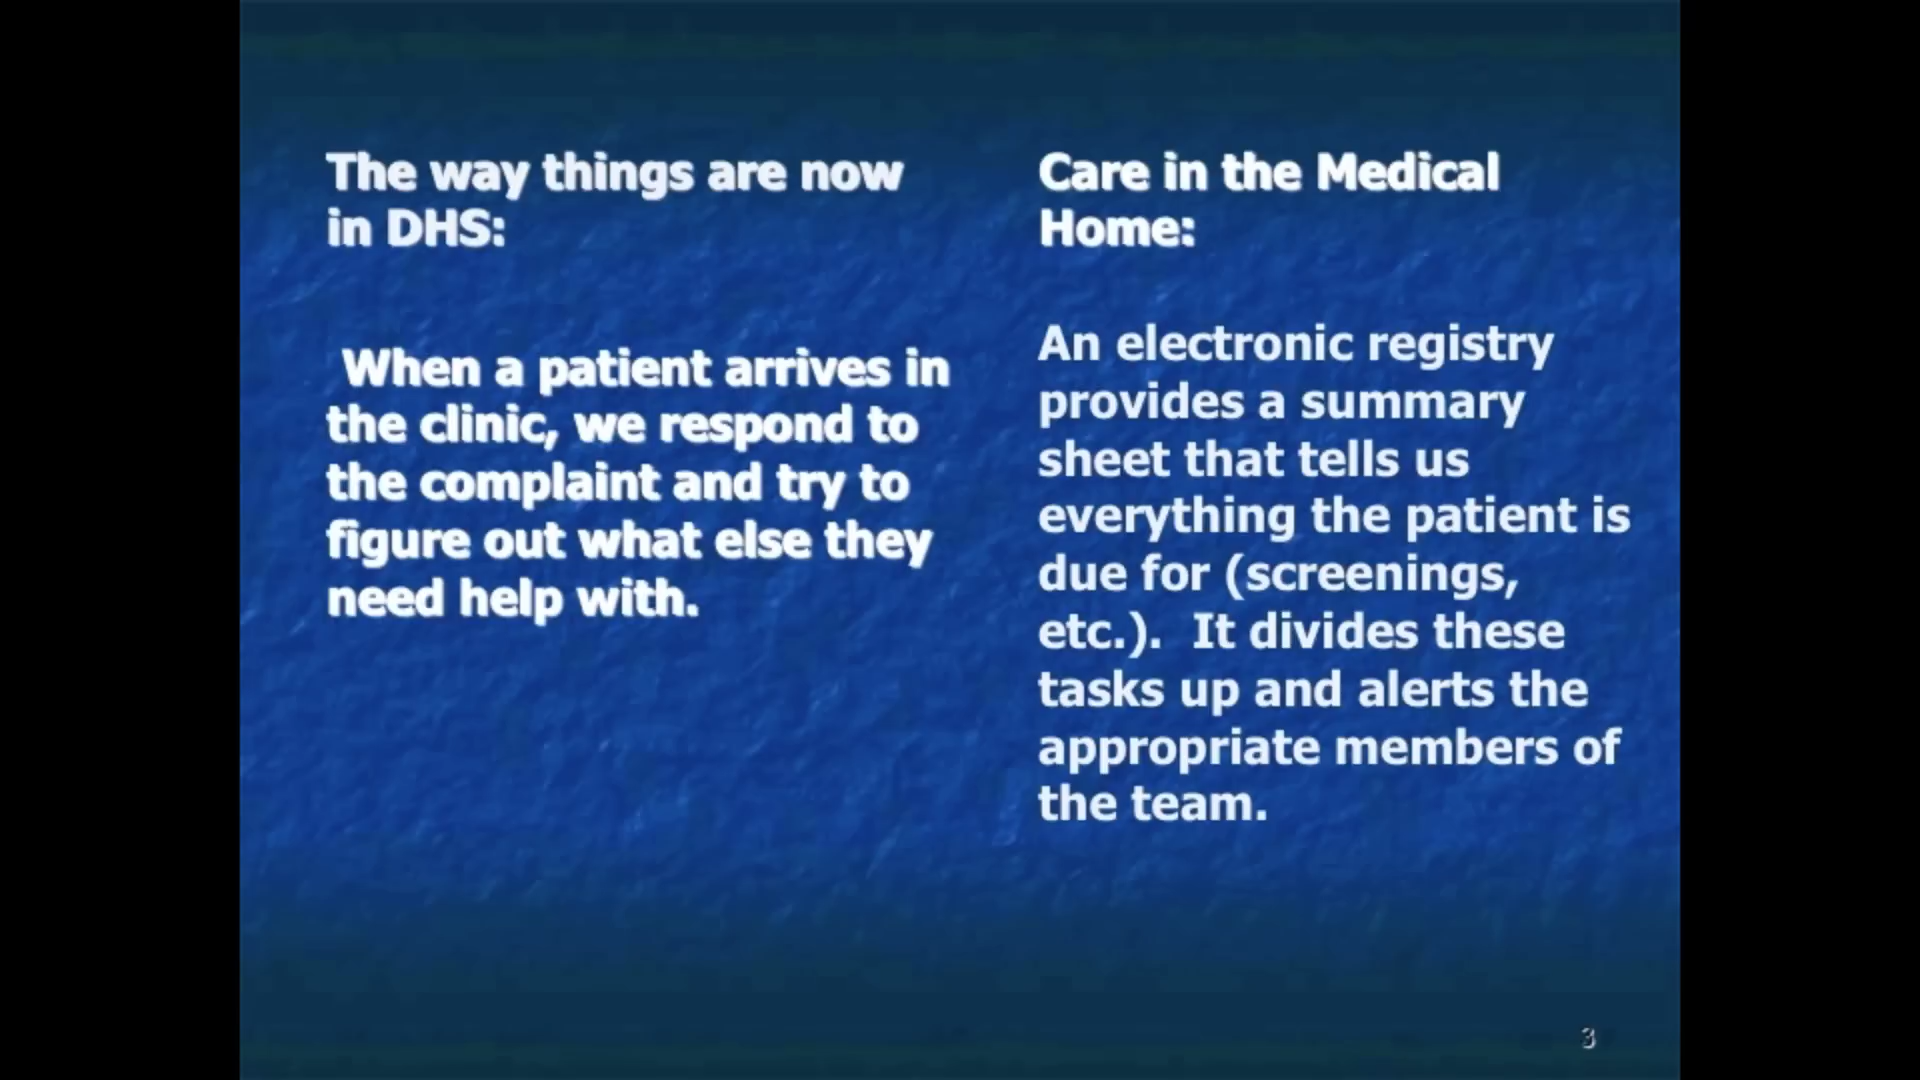 The way things are now
in DHS:
When a patient arrives in
the clinic, we respond to
the complaint and try to
figure out what else they
need help with.
Care in the Medical
Home:
An electronic registry
provides a summary
sheet that tells us
everything the patient is
due for (screenings,
etc.).  It divides these
tasks up and alerts the
appropriate members of
the team.
3